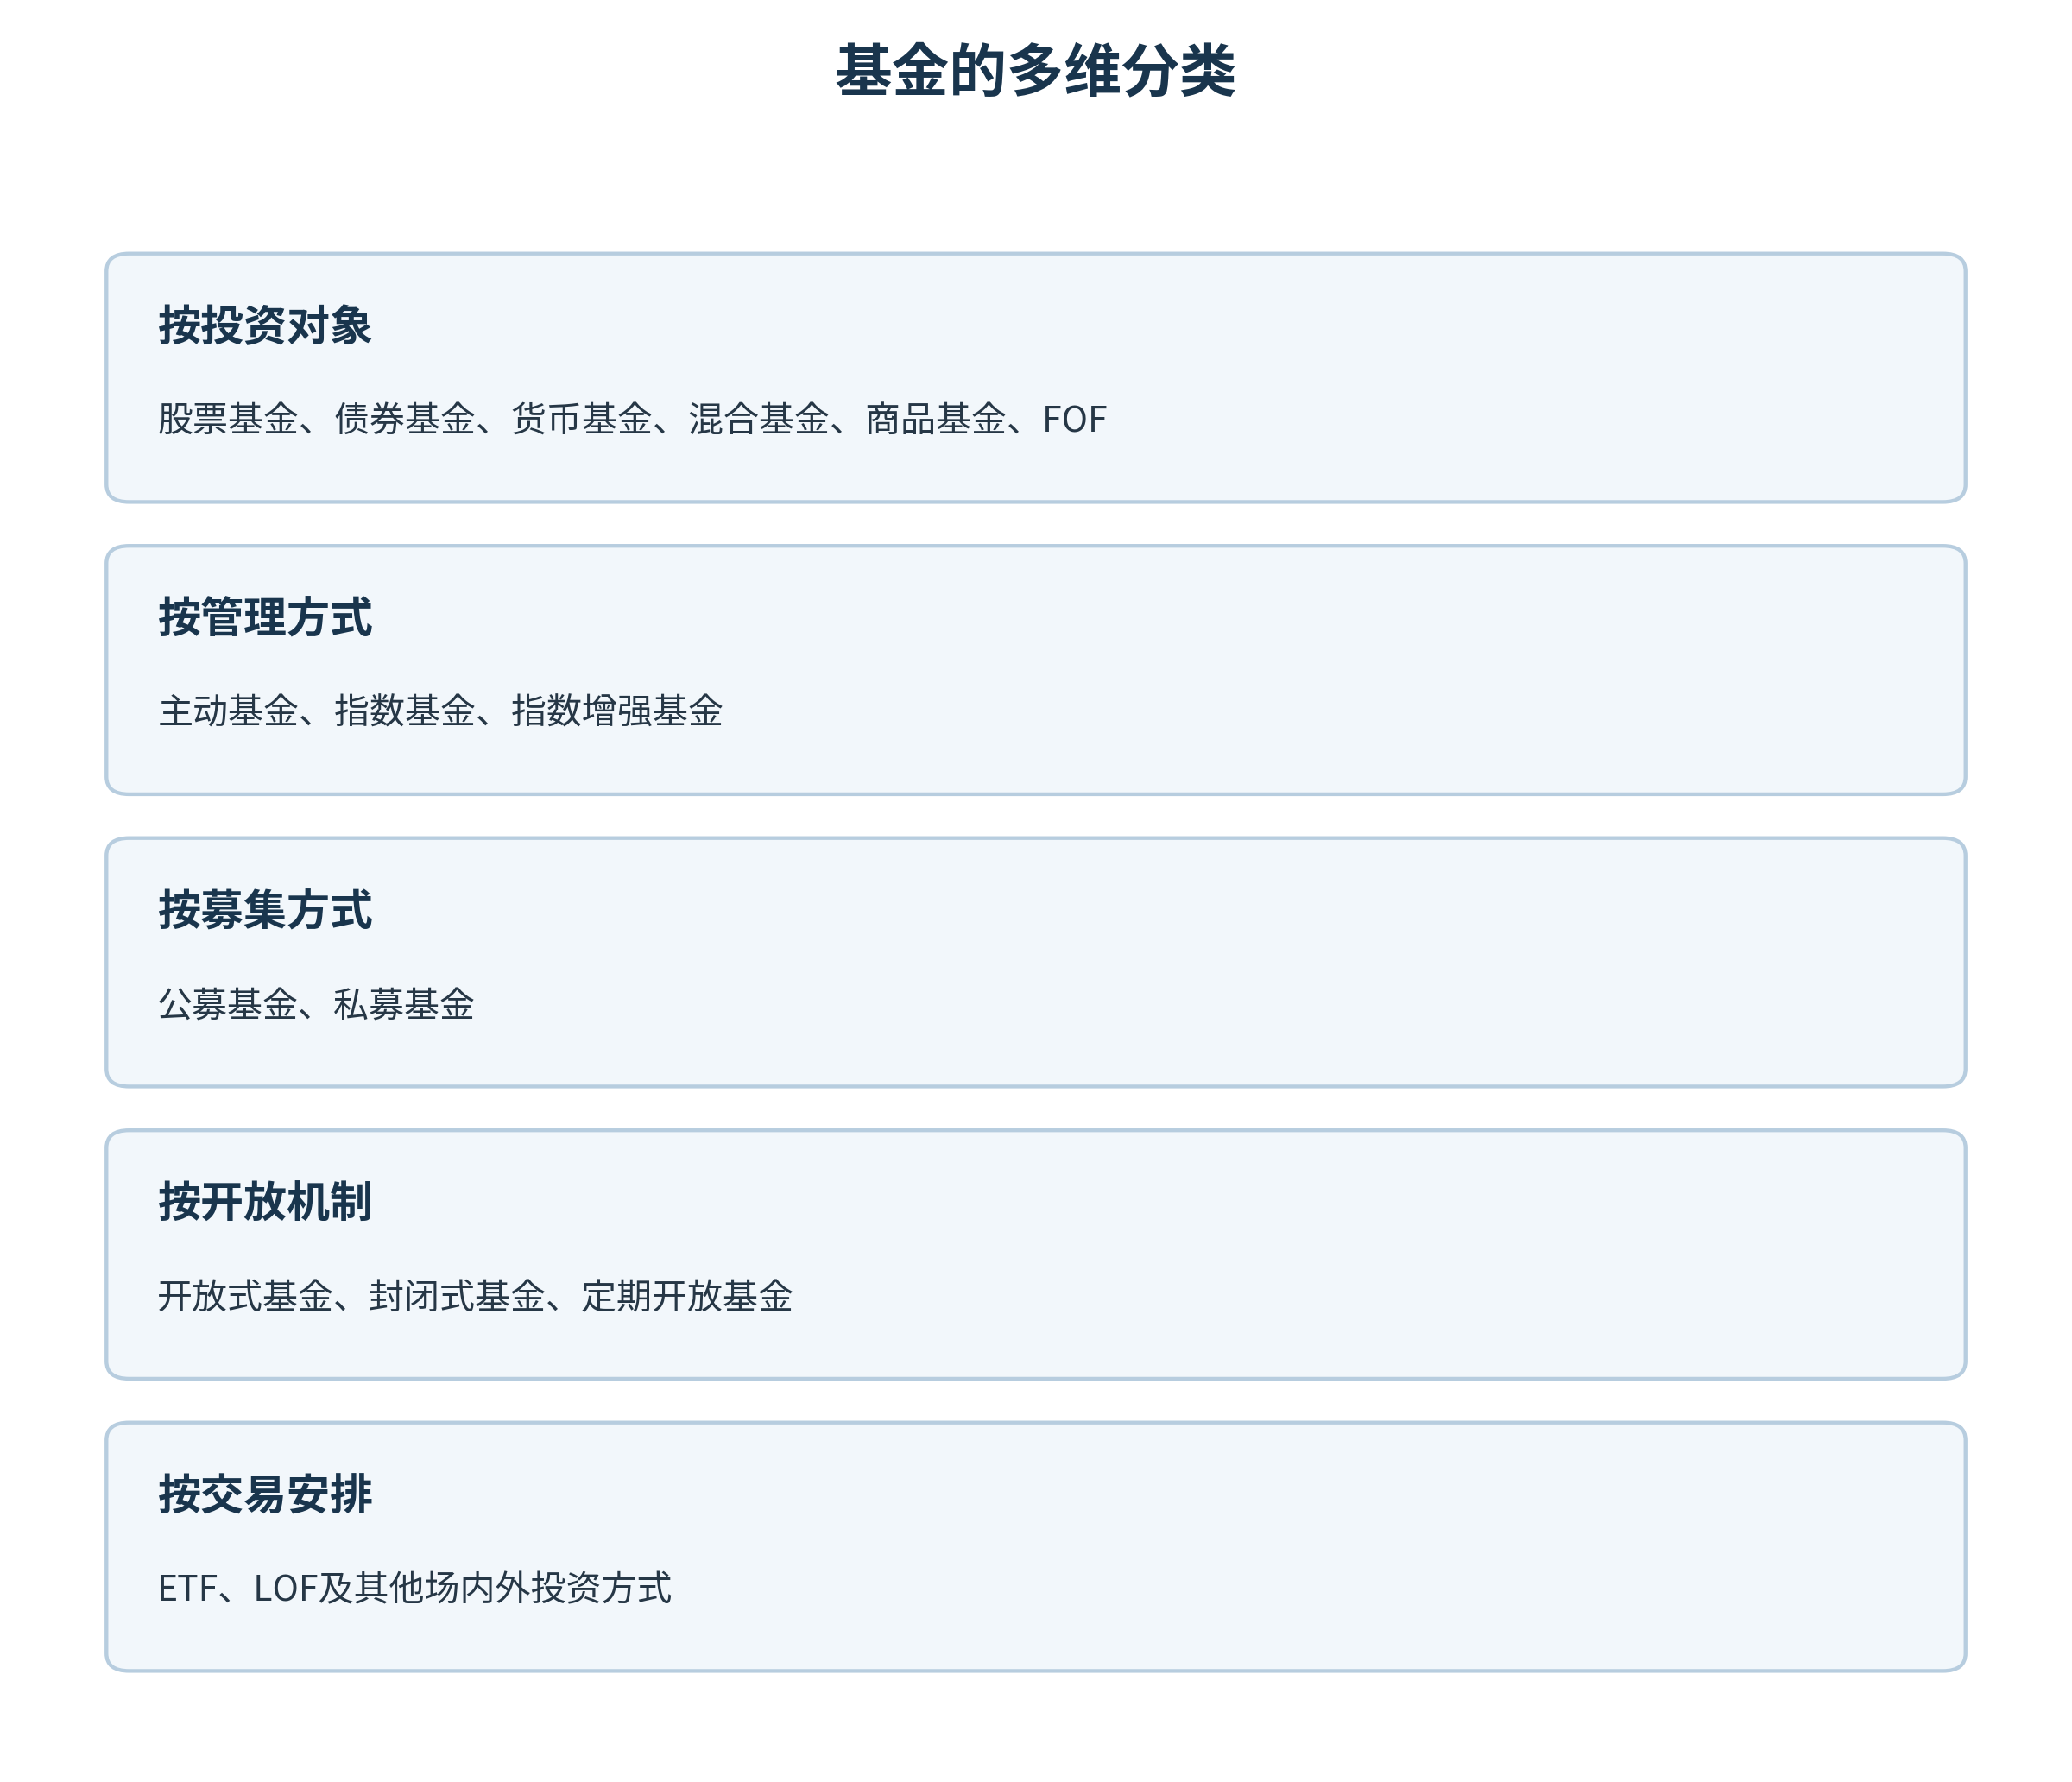 基金的多维分类
按投资对象
股票基金、债券基金、货币基金、混合基金、商品基金、FOF
按管理方式
主动基金、指数基金、指数增强基金
按募集方式
公募基金、私募基金
按开放机制
开放式基金、封闭式基金、定期开放基金
按交易安排
ETF、LOF及其他场内外投资方式